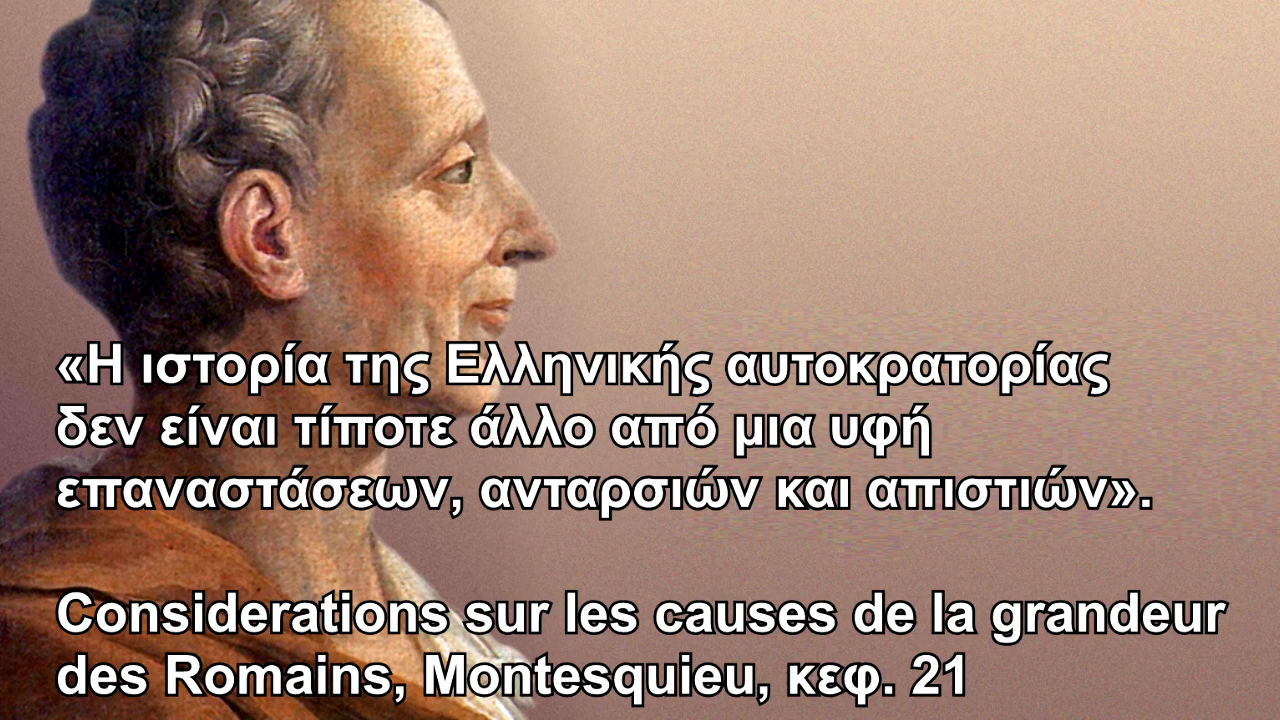 «Η ιστορία της Ελληνικής αυτοκρατορίας
δεν είναι τίποτε άλλο από μια υφή
επαναστάσεων, ανταρσιών και απιστιών».
Considerations sur les causes de la grandeur
des Romains, Montesquieu, κεφ. 21